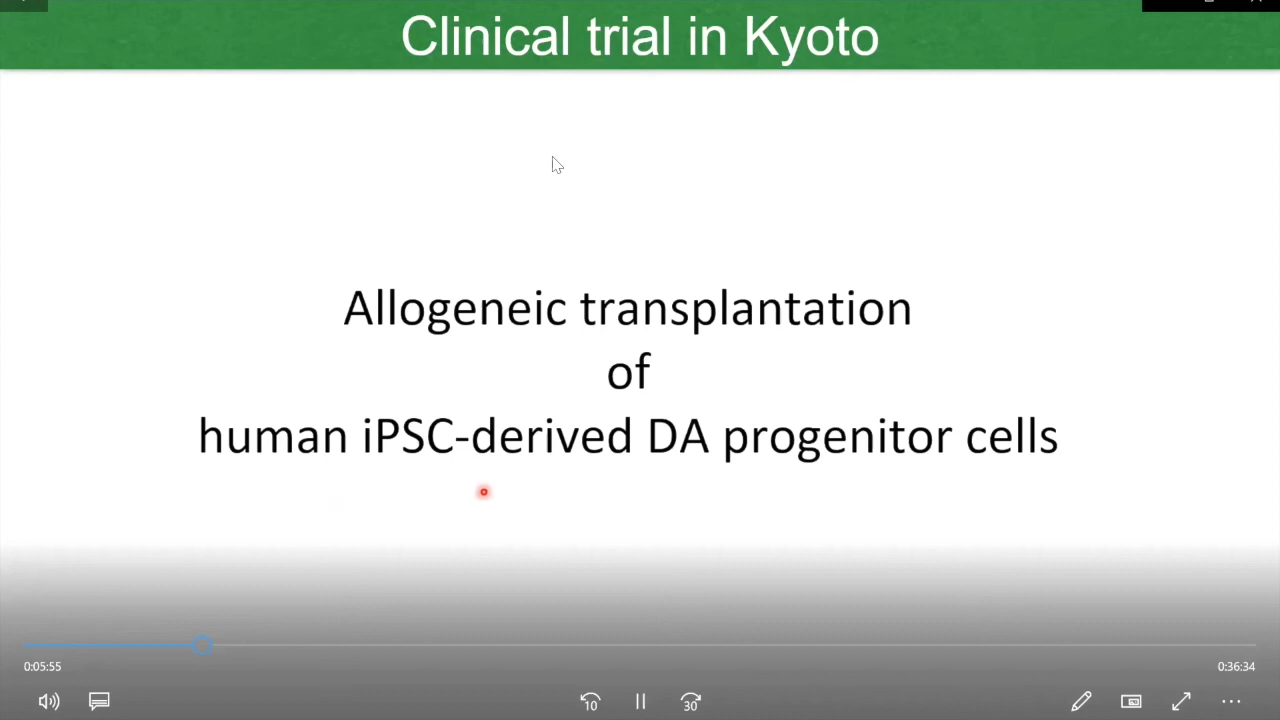 Clinical trial in Kyoto
Allogeneic transplantation
of
human iPSC-derived DA progenitor cells
0:05:55
0:36:34
10
30